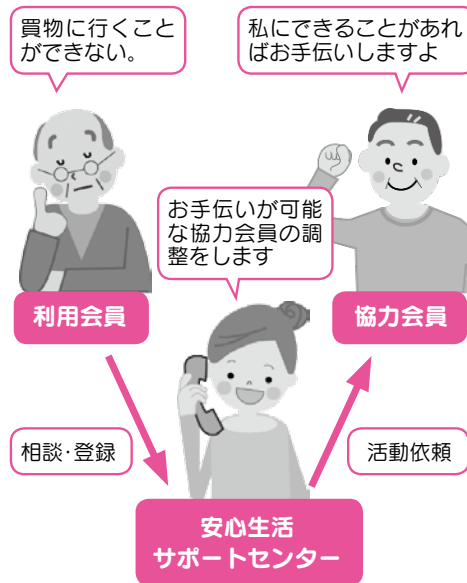 買物に行くこと
ができない。
私にできることがあれ
ばお手伝いしますよ
お手伝いが可能
な協力会員の調
整をします
利用会員
協力会員
相談・登録
活動依頼
安心生活
サポートセンター